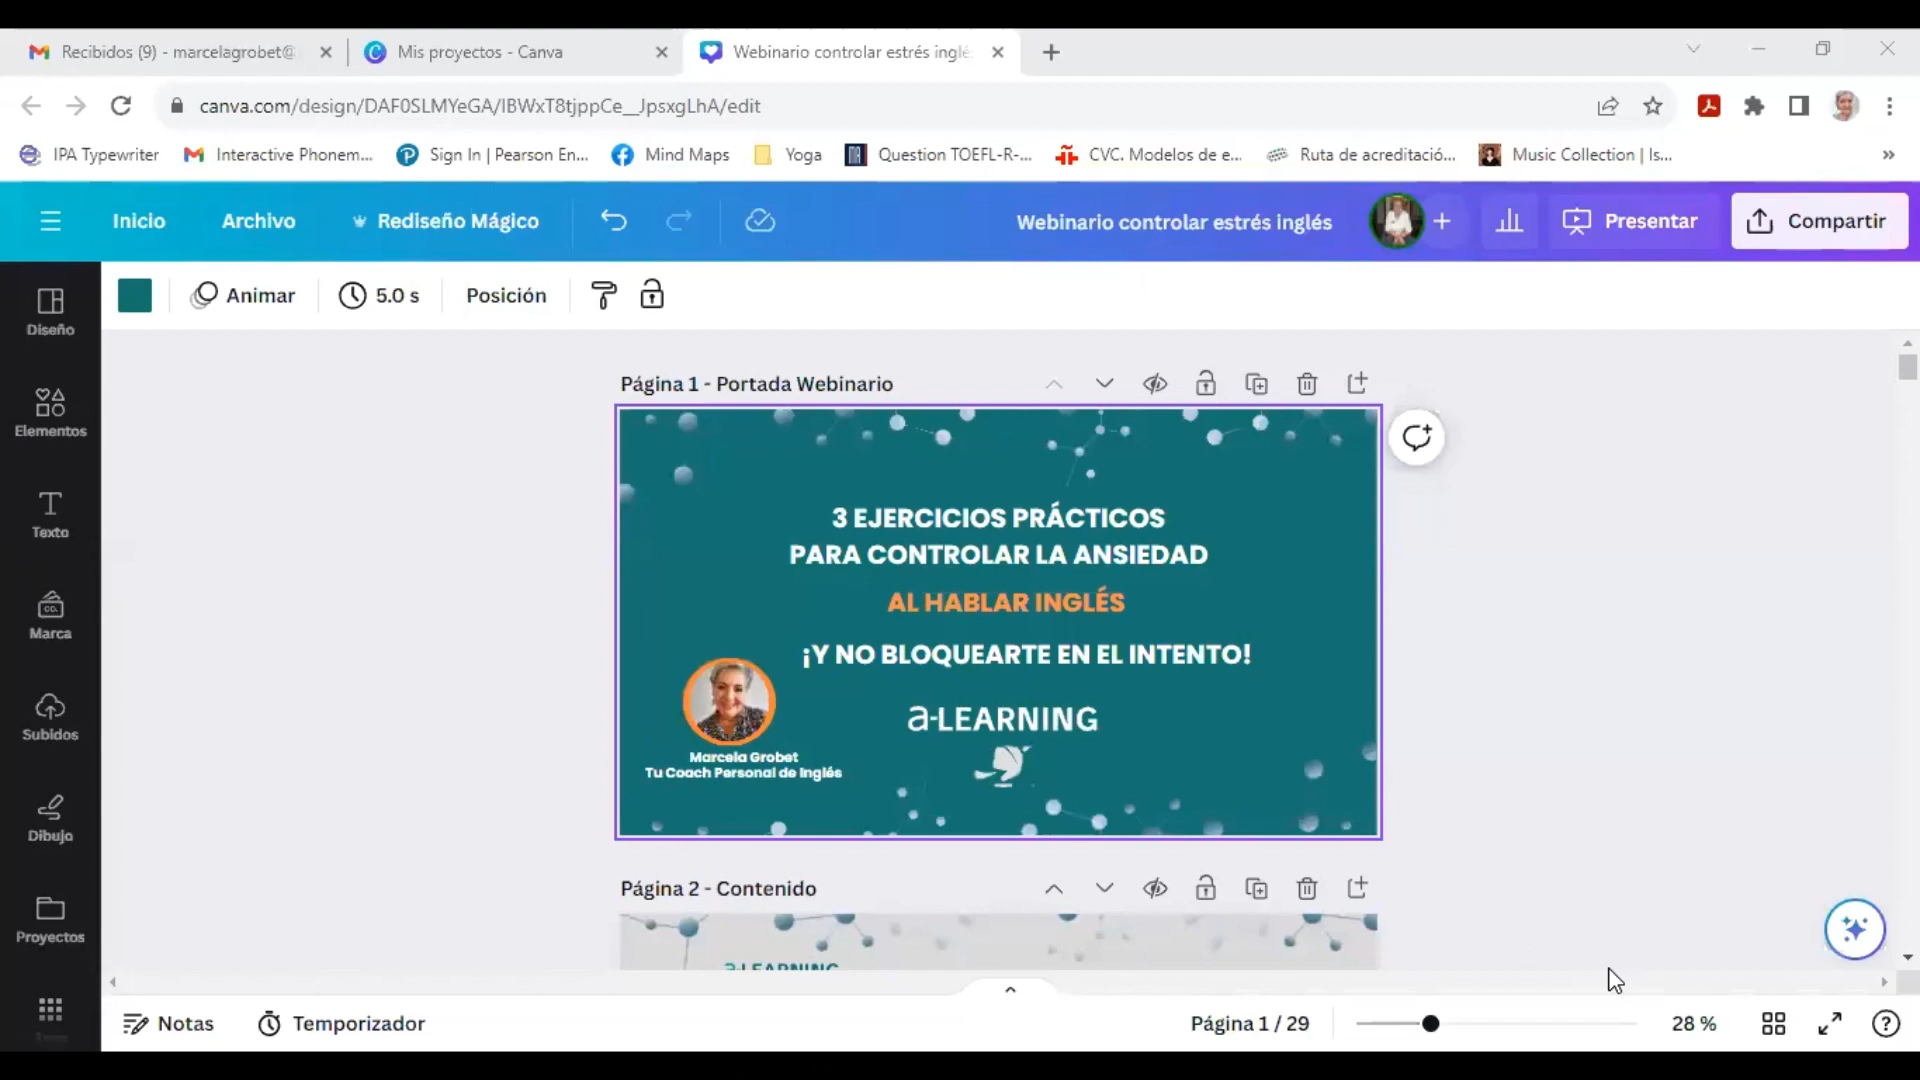 Recibidos (9) - marcelagrobet@
Mis proyectos - Canva
Webinario controlar estrés inglé
canva.com/design/DAF0SLMYeGA/IBWxT8tjppCe__JpsxgLhA/edit
IPA Typewriter
Interactive Phonem...
Sign In | Pearson En...
Mind Maps
Yoga
Question TOEFL-R-...
CVC. Modelos de e...
Ruta de acreditació...
Music Collection | Is...
»
Inicio
Archivo
Rediseño Mágico
Webinario controlar estrés inglés
Presentar
Compartir
Animar
5.0 s
Posición
Diseño
Elementos
Texto
Marca
Subidos
Dibujo
Proyectos
Página 1 - Portada Webinario
3 EJERCICIOS PRÁCTICOS
PARA CONTROLAR LA ANSIEDAD
AL HABLAR INGLÉS
¡Y NO BLOQUEARTE EN EL INTENTO!
a-LEARNING
Marcela Grobet
Tu Coach Personal de Inglés
Página 2 - Contenido
a-LEARNING
Notas
Temporizador
Página 1 / 29
28 %